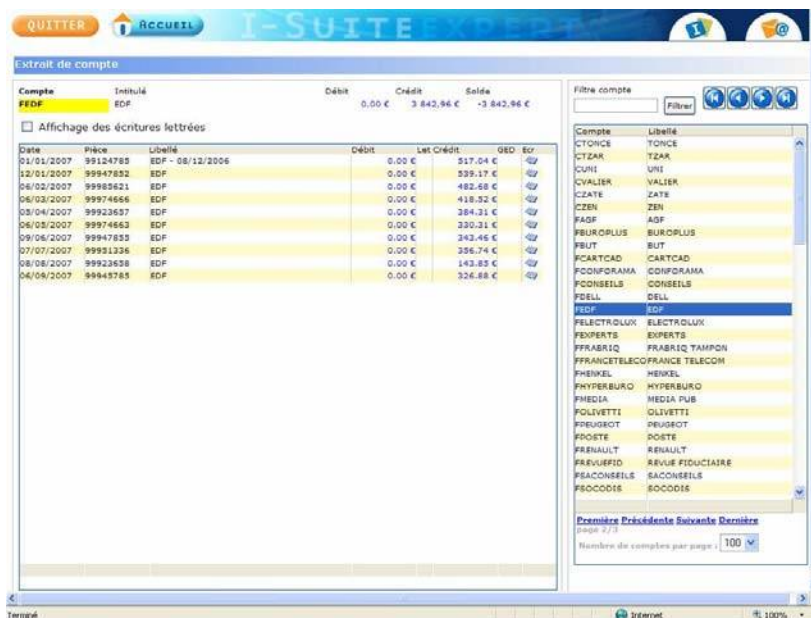 QUITTER ACCUEIL I-SUITE EXPERT
Extrait de compte
Compte Intitulé Débit Crédit Solde
FEDF EDF 0.00 € 3 842,96 € -3 842,96 €
Affichage des écritures lettrées
Date Pièce Libellé Débit Let Crédit GED Ecr
01/01/2007 99124785 EDF - 08/12/2006 0.00 € 517.04 €
12/01/2007 99947852 EDF 0.00 € 539.17 €
06/02/2007 99985621 EDF 0.00 € 482.68 €
06/03/2007 99974666 EDF 0.00 € 418.52 €
05/04/2007 99923657 EDF 0.00 € 384.31 €
06/05/2007 99974663 EDF 0.00 € 330.31 €
09/06/2007 99947855 EDF 0.00 € 343.46 €
07/07/2007 99951336 EDF 0.00 € 356.74 €
08/08/2007 99923658 EDF 0.00 € 143.85 €
06/09/2007 99945785 EDF 0.00 € 326.88 €
Filtre compte
Filtrer
Compte Libellé
CTONCE TONCE
CTZAR TZAR
CUNI UNI
CVALIER VALIER
CZATE ZATE
CZEN ZEN
FAGF AGF
FBUROPLUS BUROPLUS
FBUT BUT
FCARTCAD CARTCAD
FCONFORAMA CONFORAMA
FCONSEILS CONSEILS
FDELL DELL
FEDF EDF
FELECTROLUX ELECTROLUX
FEXPERTS EXPERTS
FFRABRIQ FRABRIQ TAMPON
FFRANCETELECO FRANCE TELECOM
FHENKEL HENKEL
FHYPERBURO HYPERBURO
FMEDIA MEDIA PUB
FOLIVETTI OLIVETTI
FPEUGEOT PEUGEOT
FPOSTE POSTE
FRENAULT RENAULT
FREVUEFID REVUE FIDUCIAIRE
FSACONSEILS SACONSEILS
FSOCODIS SOCODIS
Première Précédente Suivante Dernière
page 2/3
Nombre de comptes par page : 100
Terminé Internet 100%